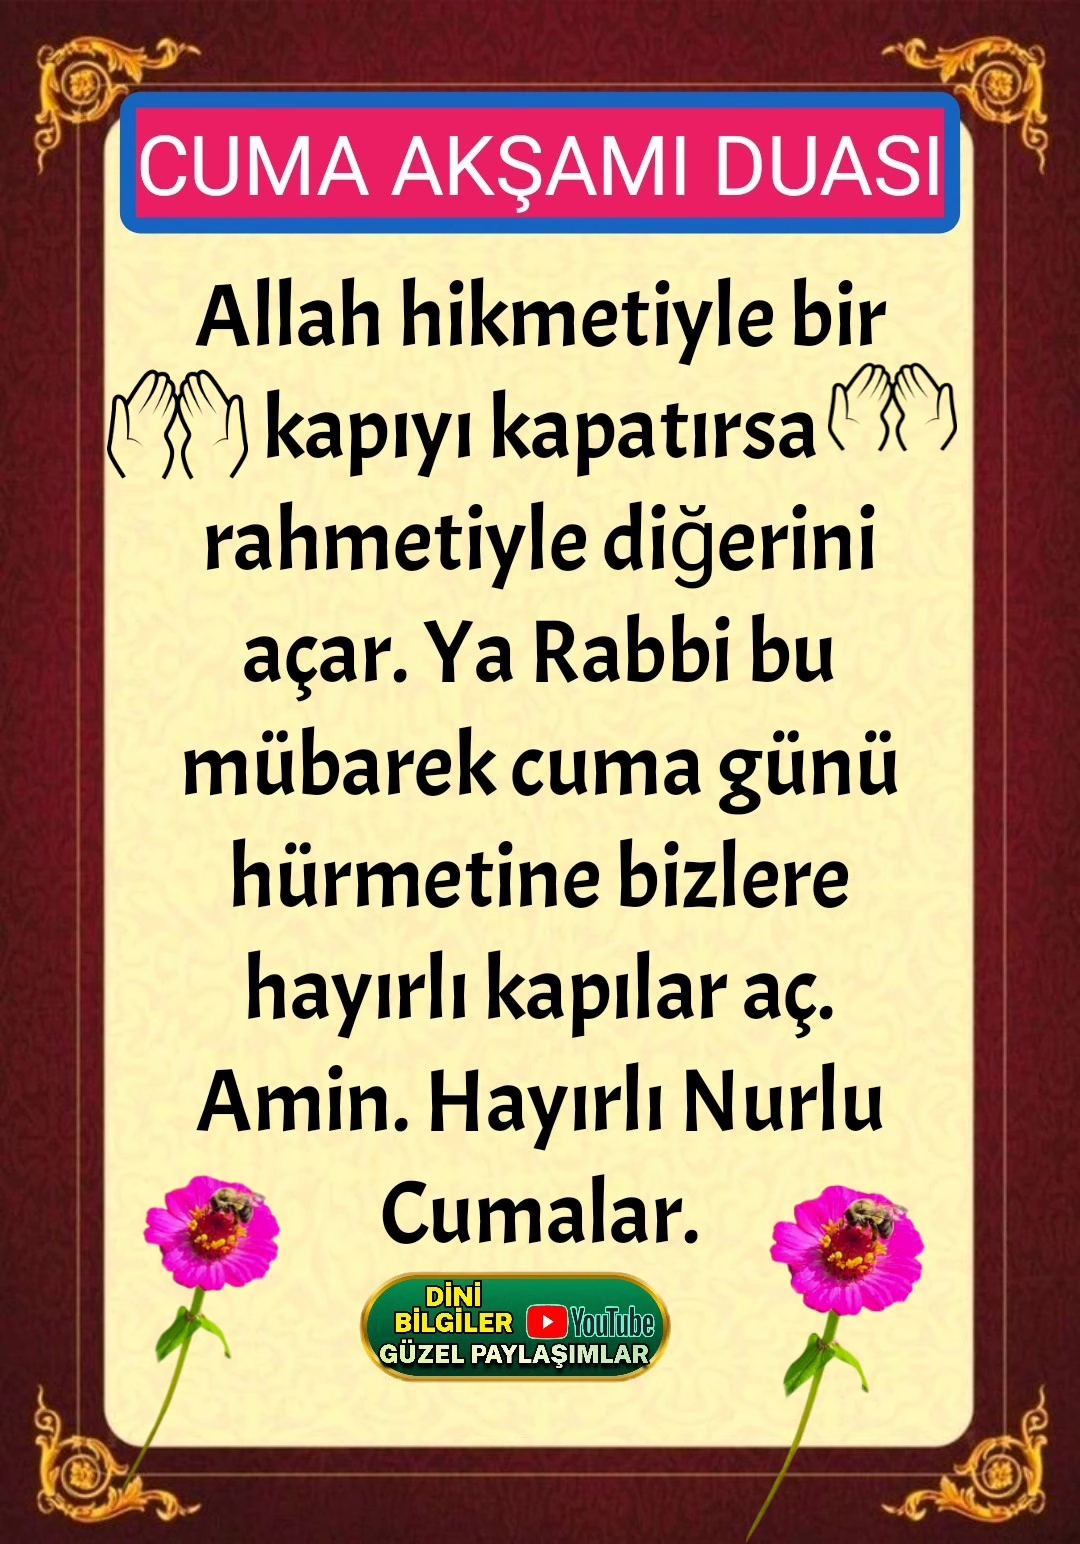 CUMA AKŞAMI DUASI
Allah hikmetiyle bir
kapıyı kapatırsa
rahmetiyle diğerini
açar. Ya Rabbi bu
mübarek cuma günü
hürmetine bizlere
hayırlı kapılar aç.
Amin. Hayırlı Nurlu
Cumalar.
DİNİ
BİLGİLER YouTube
GÜZEL PAYLAŞIMLAR